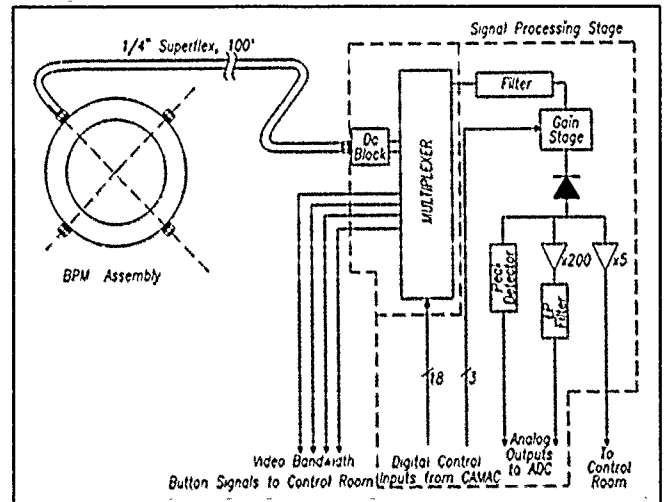 Signal Processing Stage
1/4" Superflex, 100'
Filter
Gain
Stage
Dc
Block
MULTIPLEXER
BPM Assembly
Peak
Detector
x200
x5
LP
Filter
18
3
Video Bandwidth
Button Signals to Control Room
Digital Control
Inputs from CAMAC
Analog
Outputs
to ADC
To
Control
Room